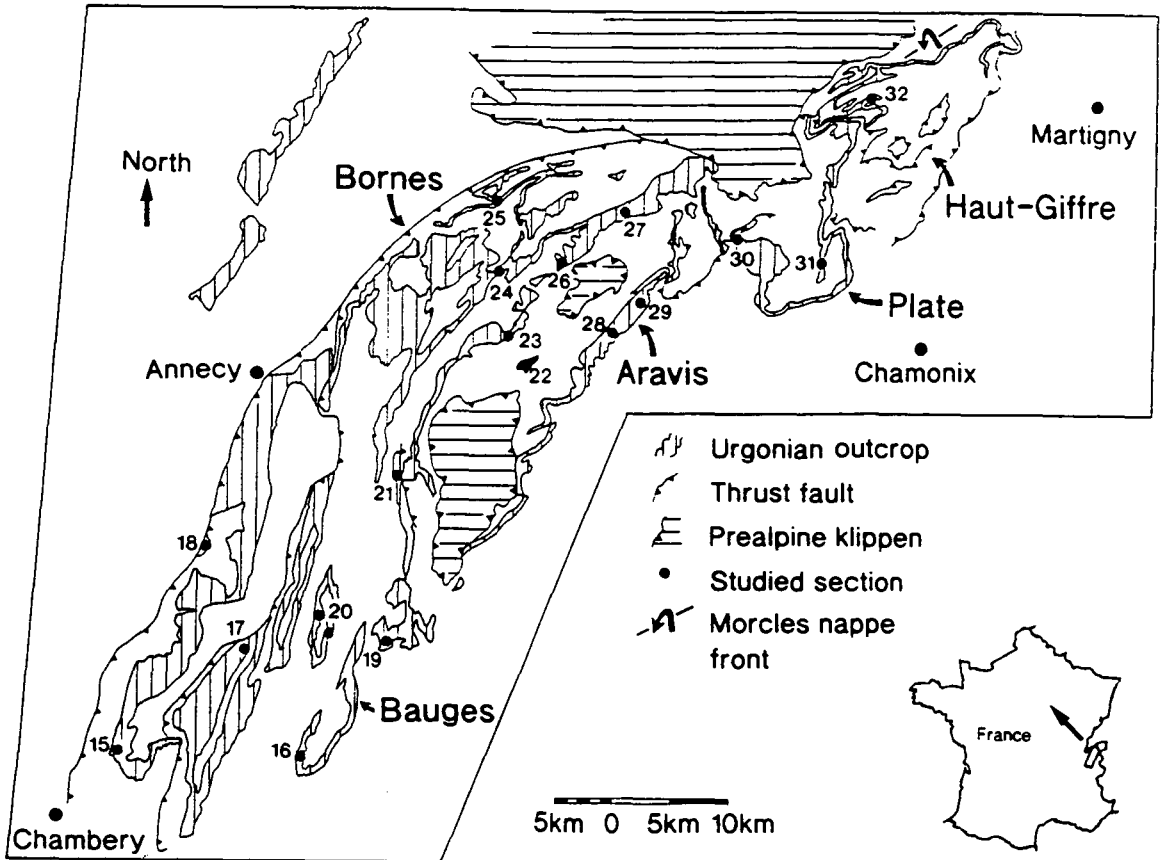 North
Bornes
Martigny
Haut-Giffre
Plate
Chamonix
Aravis
Annecy
Bauges
Chambery
15
16
17
18
19
20
21
22
23
24
25
26
27
28
29
30
31
32
Urgonian outcrop
Thrust fault
Prealpine klippen
Studied section
Morcles nappe
front
France
5km 0 5km 10km